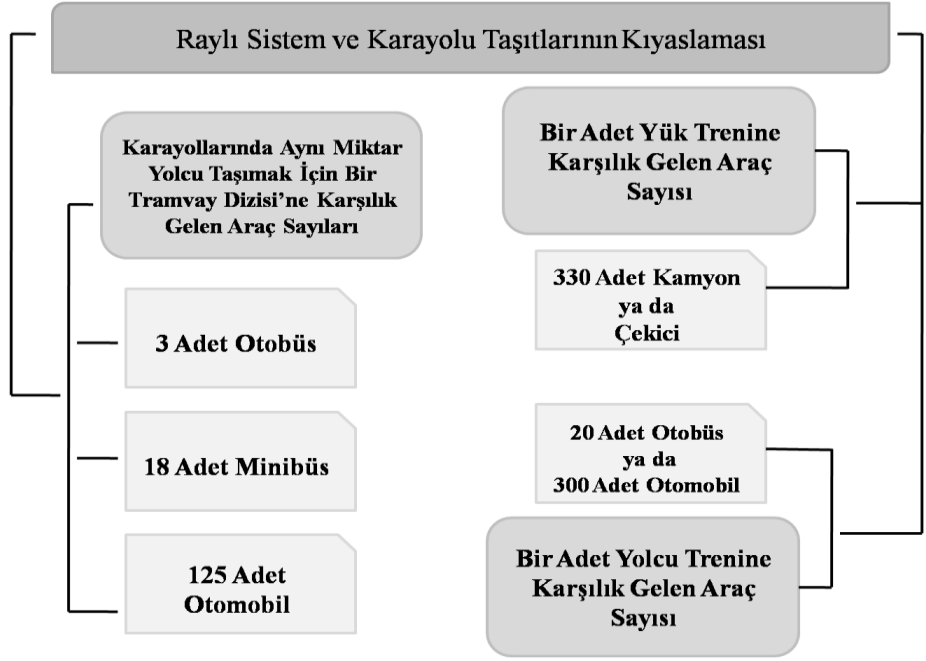 Raylı Sistem ve Karayolu Taşıtlarının Kıyaslaması
Karayollarında Aynı Miktar
Yolcu Taşımak İçin Bir
Tramvay Dizisi'ne Karşılık
Gelen Araç Sayıları
3 Adet Otobüs
18 Adet Minibüs
125 Adet
Otomobil
Bir Adet Yük Trenine
Karşılık Gelen Araç
Sayısı
330 Adet Kamyon
ya da
Çekici
20 Adet Otobüs
ya da
300 Adet Otomobil
Bir Adet Yolcu Trenine
Karşılık Gelen Araç
Sayısı